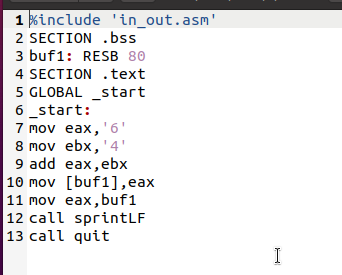 1 %include 'in_out.asm'
2 SECTION .bss
3 buf1: RESB 80
4 SECTION .text
5 GLOBAL _start
6 _start:
7 mov eax,'6'
8 mov ebx,'4'
9 add eax,ebx
10 mov [buf1],eax
11 mov eax,buf1
12 call sprintLF
13 call quit